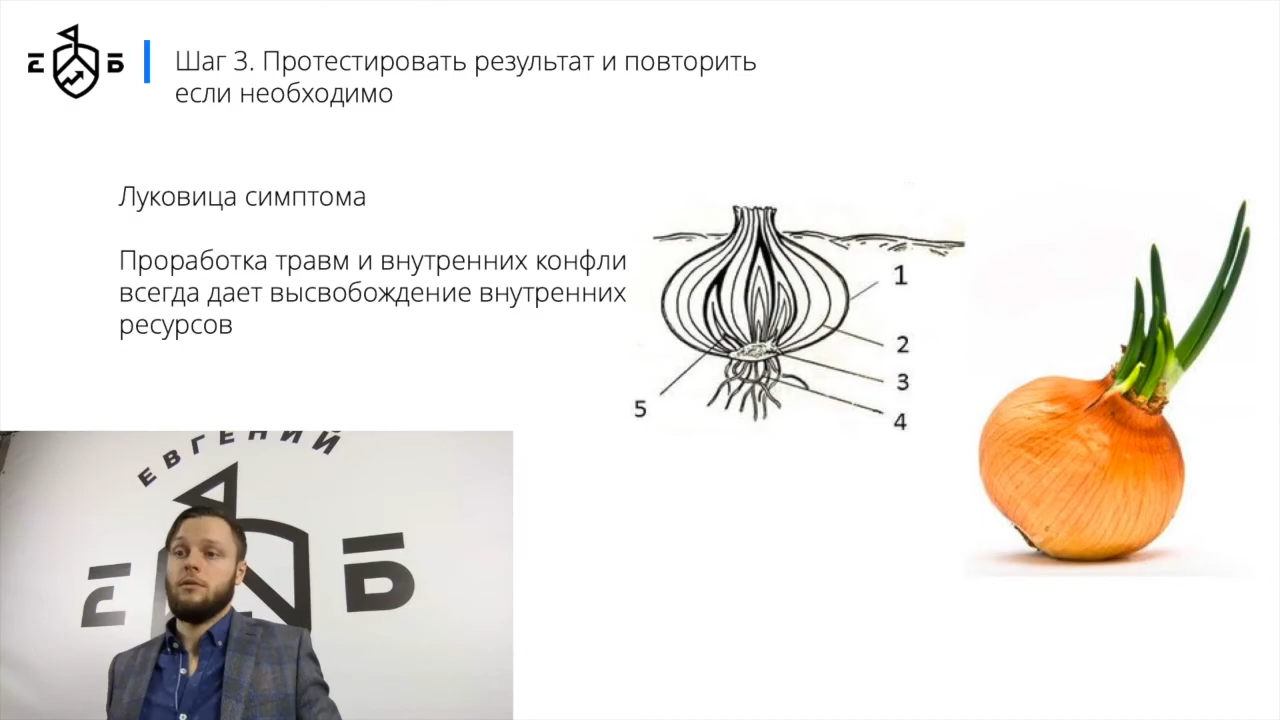 Е Б
Шаг 3. Протестировать результат и повторить
если необходимо
Луковица симптома
Проработка травм и внутренних конфли
всегда дает высвобождение внутренних
ресурсов
1
2
3
4
5
ЕВГЕНИЙ
Е Б